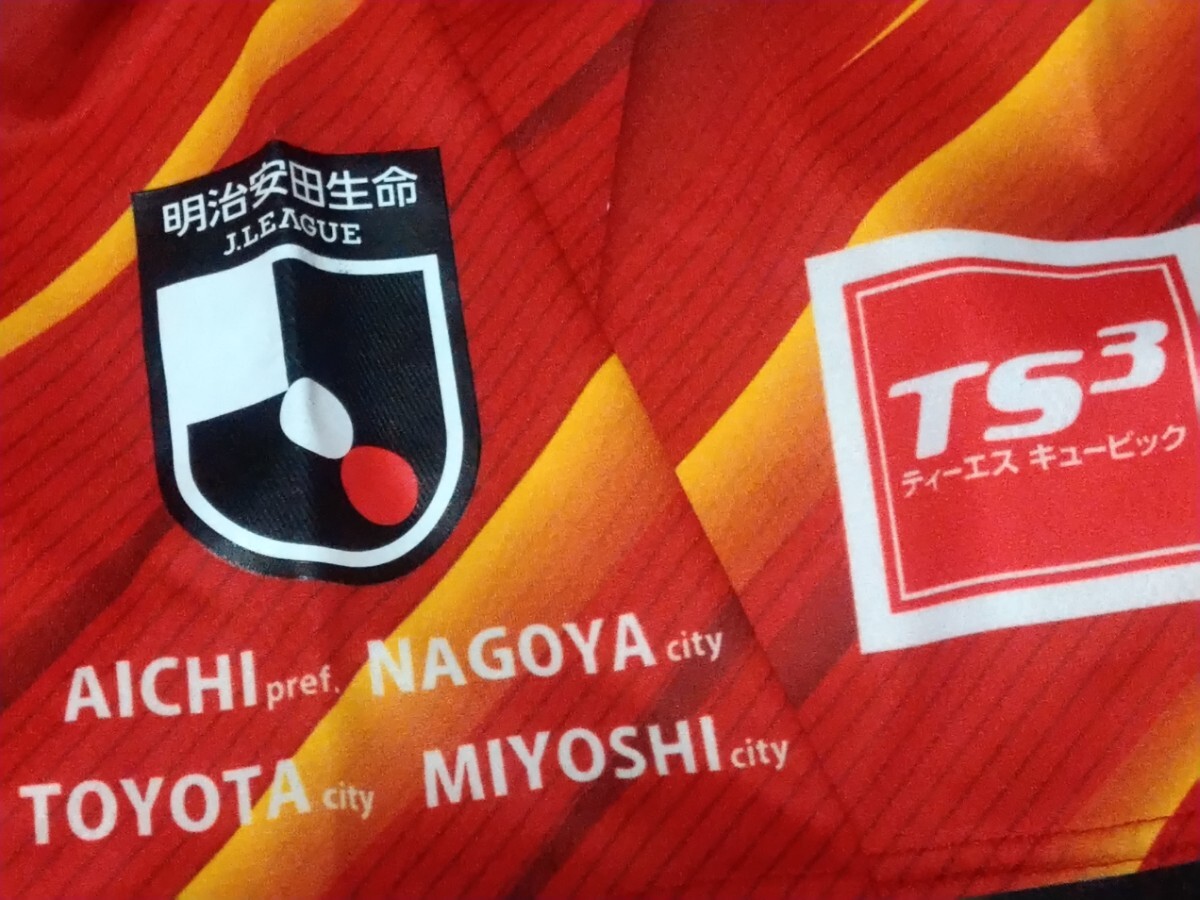 明治安田生命
J.LEAGUE
TS3
ティーエス キュービック
AICHI pref. NAGOYA city
TOYOTA city MIYOSHI city